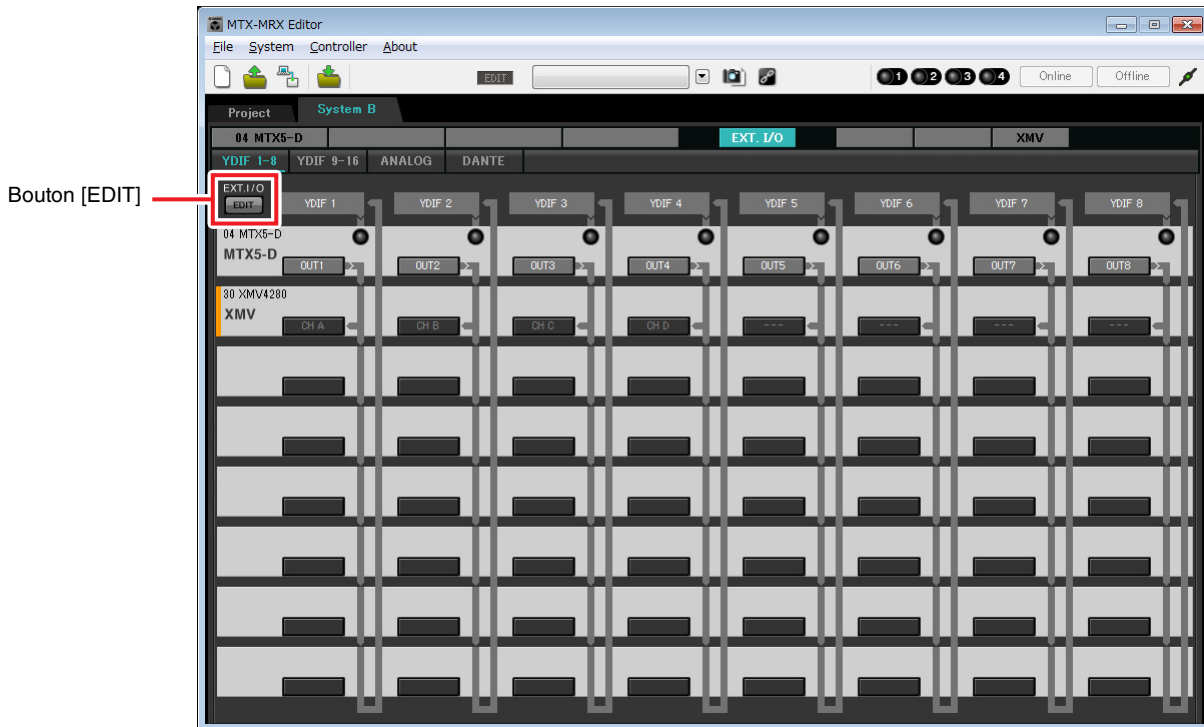 MTX-MRX Editor
File System Controller About
EDIT 1 2 3 4 Online Offline
Project System B
04 MTX5-D EXT. I/O XMV
YDIF 1-8 YDIF 9-16 ANALOG DANTE
Bouton [EDIT]
EXT.I/O
EDIT YDIF 1 YDIF 2 YDIF 3 YDIF 4 YDIF 5 YDIF 6 YDIF 7 YDIF 8
04 MTX5-D
MTX5-D
OUT1 OUT2 OUT3 OUT4 OUT5 OUT6 OUT7 OUT8
30 XMV4280
XMV
CH A CH B CH C CH D --- --- --- ---